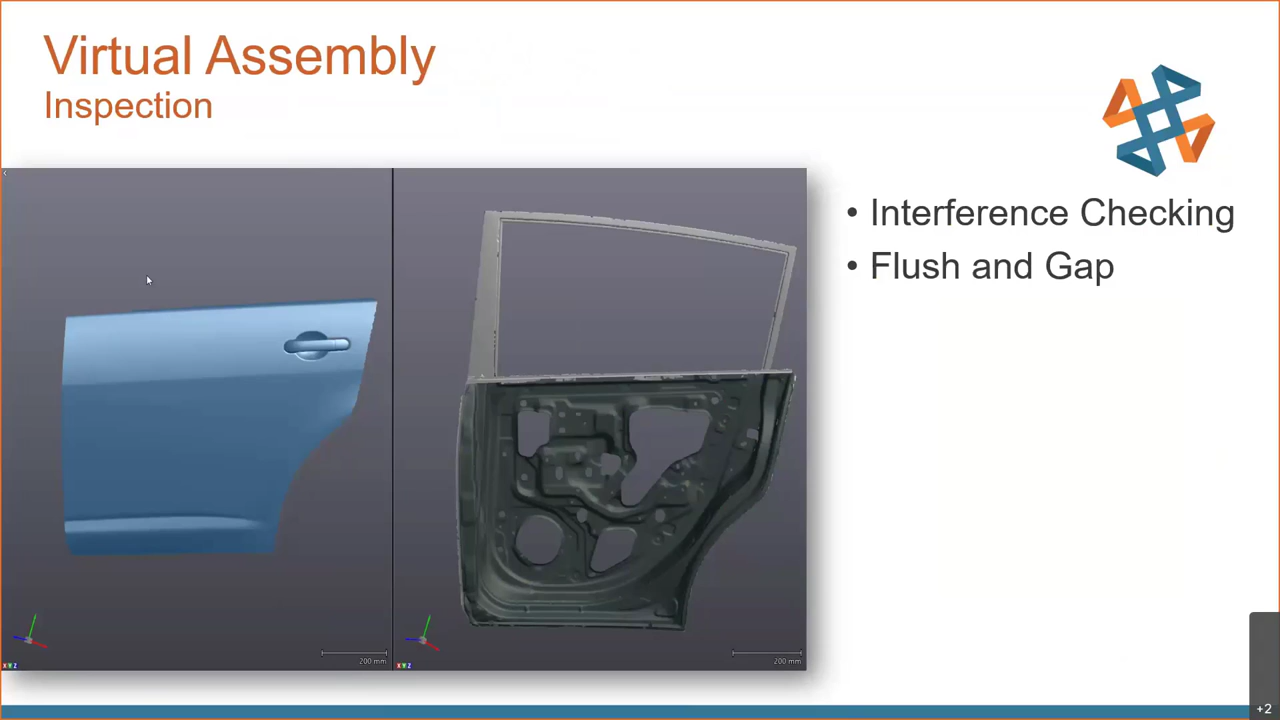 Virtual Assembly
Inspection
• Interference Checking
• Flush and Gap
200 mm
200 mm
X Y Z
X Y Z
+2